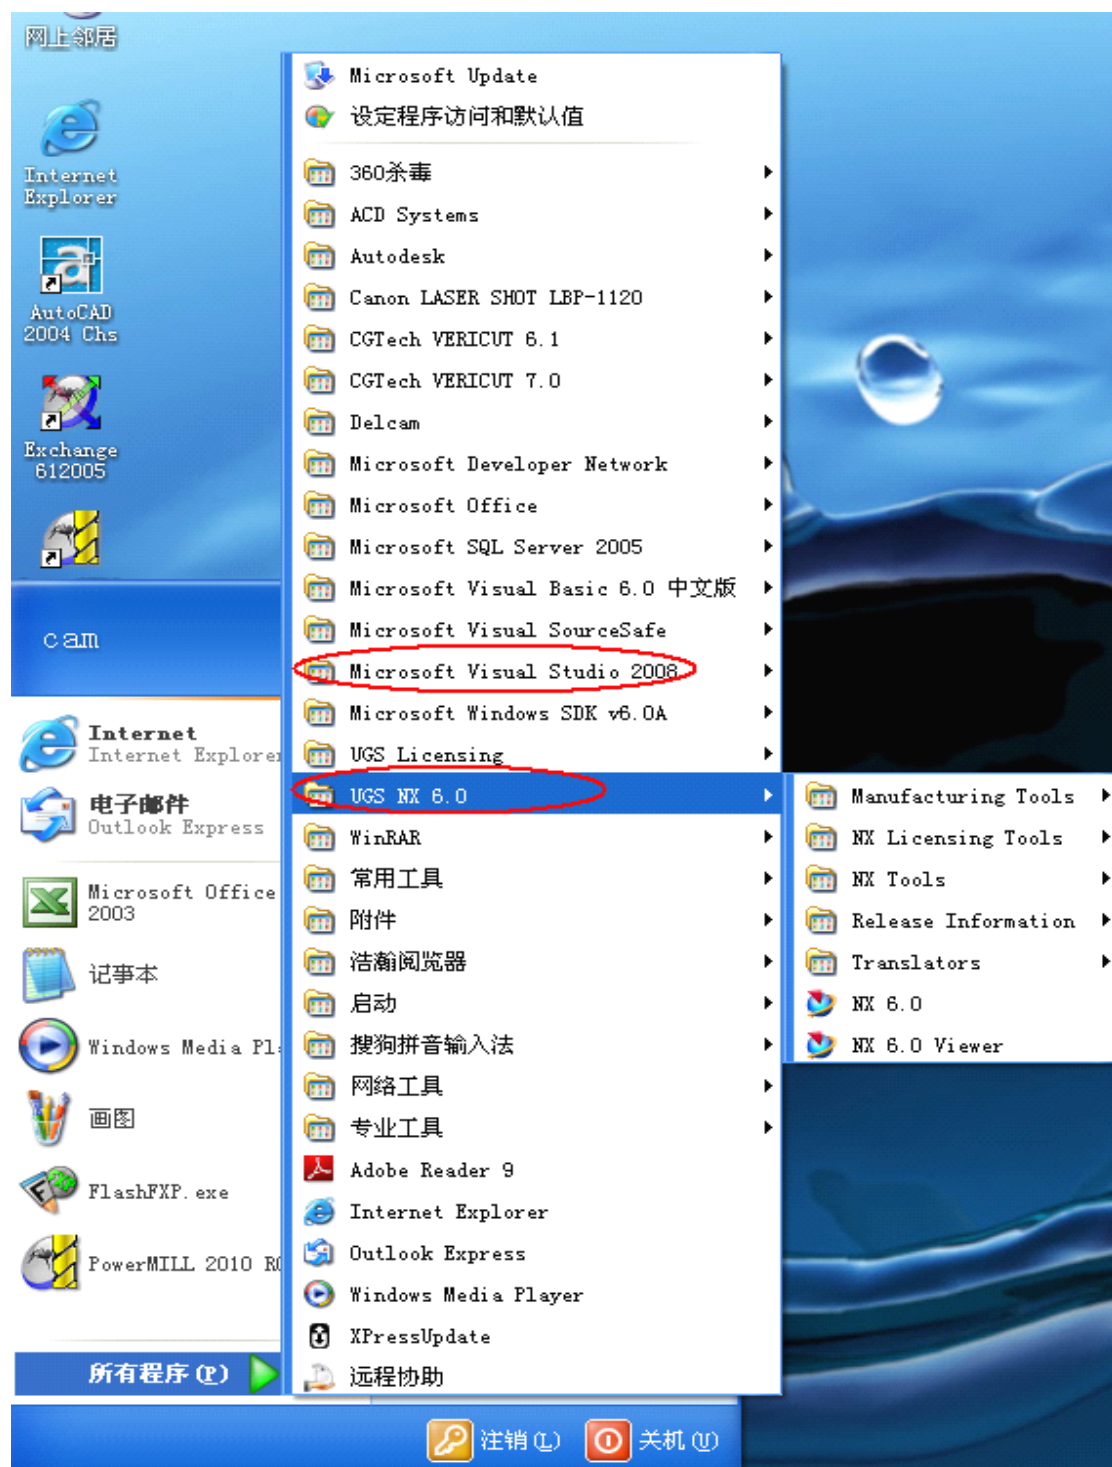 网上邻居
Internet
Explorer
AutoCAD
2004 Chs
Exchange
612005
cam
Internet
Internet Explorer
电子邮件
Outlook Express
Microsoft Office
2003
记事本
Windows Media Pl
画图
FlashFXP.exe
PowerMILL 2010 R
所有程序(P)
Microsoft Update
设定程序访问和默认值
360杀毒
ACD Systems
Autodesk
Canon LASER SHOT LBP-1120
CGTech VERICUT 6.1
CGTech VERICUT 7.0
Delcam
Microsoft Developer Network
Microsoft Office
Microsoft SQL Server 2005
Microsoft Visual Basic 6.0 中文版
Microsoft Visual SourceSafe
Microsoft Visual Studio 2008
Microsoft Windows SDK v6.0A
UGS Licensing
UGS NX 6.0
WinRAR
常用工具
附件
浩瀚阅览器
启动
搜狗拼音输入法
网络工具
专业工具
Adobe Reader 9
Internet Explorer
Outlook Express
Windows Media Player
XPressUpdate
远程协助
Manufacturing Tools
NX Licensing Tools
NX Tools
Release Information
Translators
NX 6.0
NX 6.0 Viewer
注销(L)
关机(U)